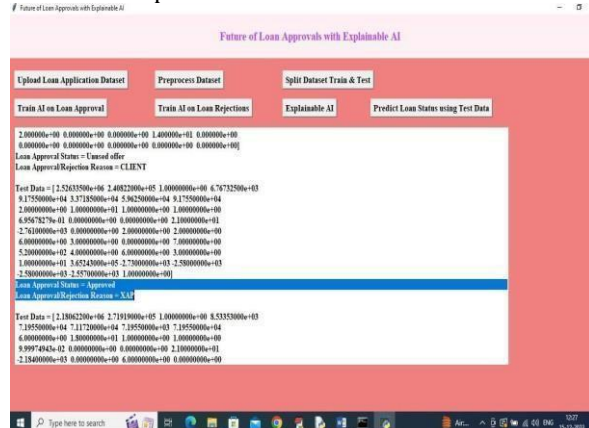 Future of Loan Approvals with Explainable AI
Future of Loan Approvals with Explainable AI
Upload Loan Application Dataset
Preprocess Dataset
Split Dataset Train & Test
Train AI on Loan Approval
Train AI on Loan Rejections
Explainable AI
Predict Loan Status using Test Data
2.000000e+00 0.000000e+00 0.000000e+00 1.400000e+01 0.000000e+00
0.000000e+00 0.000000e+00 0.000000e+00 0.000000e+00 0.000000e+00]
Loan Approval Status = Unused offer
Loan Approval/Rejection Reason = CLIENT
Test Data = [ 2.52633500e+06 2.40822000e+05 1.00000000e+00 6.76732500e+03
9.17550000e+04 3.37185000e+04 5.96250000e+04 9.17550000e+04
2.00000000e+00 1.00000000e+01 1.00000000e+00 1.00000000e+00
6.95678279e-01 0.00000000e+00 0.00000000e+00 2.10000000e+01
-2.76100000e+03 0.00000000e+00 2.00000000e+00 2.00000000e+00
6.00000000e+00 3.00000000e+00 0.00000000e+00 7.00000000e+00
5.20000000e+02 4.00000000e+00 6.00000000e+00 3.00000000e+00
1.00000000e+01 3.65243000e+05 -2.73000000e+03 -2.58000000e+03
-2.58000000e+03 -2.55700000e+03 1.00000000e+00]
Loan Approval Status = Approved
Loan Approval/Rejection Reason = XAP
Test Data = [ 2.18062200e+06 2.71919000e+05 1.00000000e+00 8.53353000e+03
7.19550000e+04 7.11720000e+04 7.19550000e+03 7.19550000e+04
6.00000000e+00 1.80000000e+01 1.00000000e+00 1.00000000e+00
9.99974943e-02 0.00000000e+00 0.00000000e+00 2.10000000e+01
-2.18400000e+03 0.00000000e+00 6.00000000e+00 0.00000000e+00
Type here to search
Air...
ENG
12:27